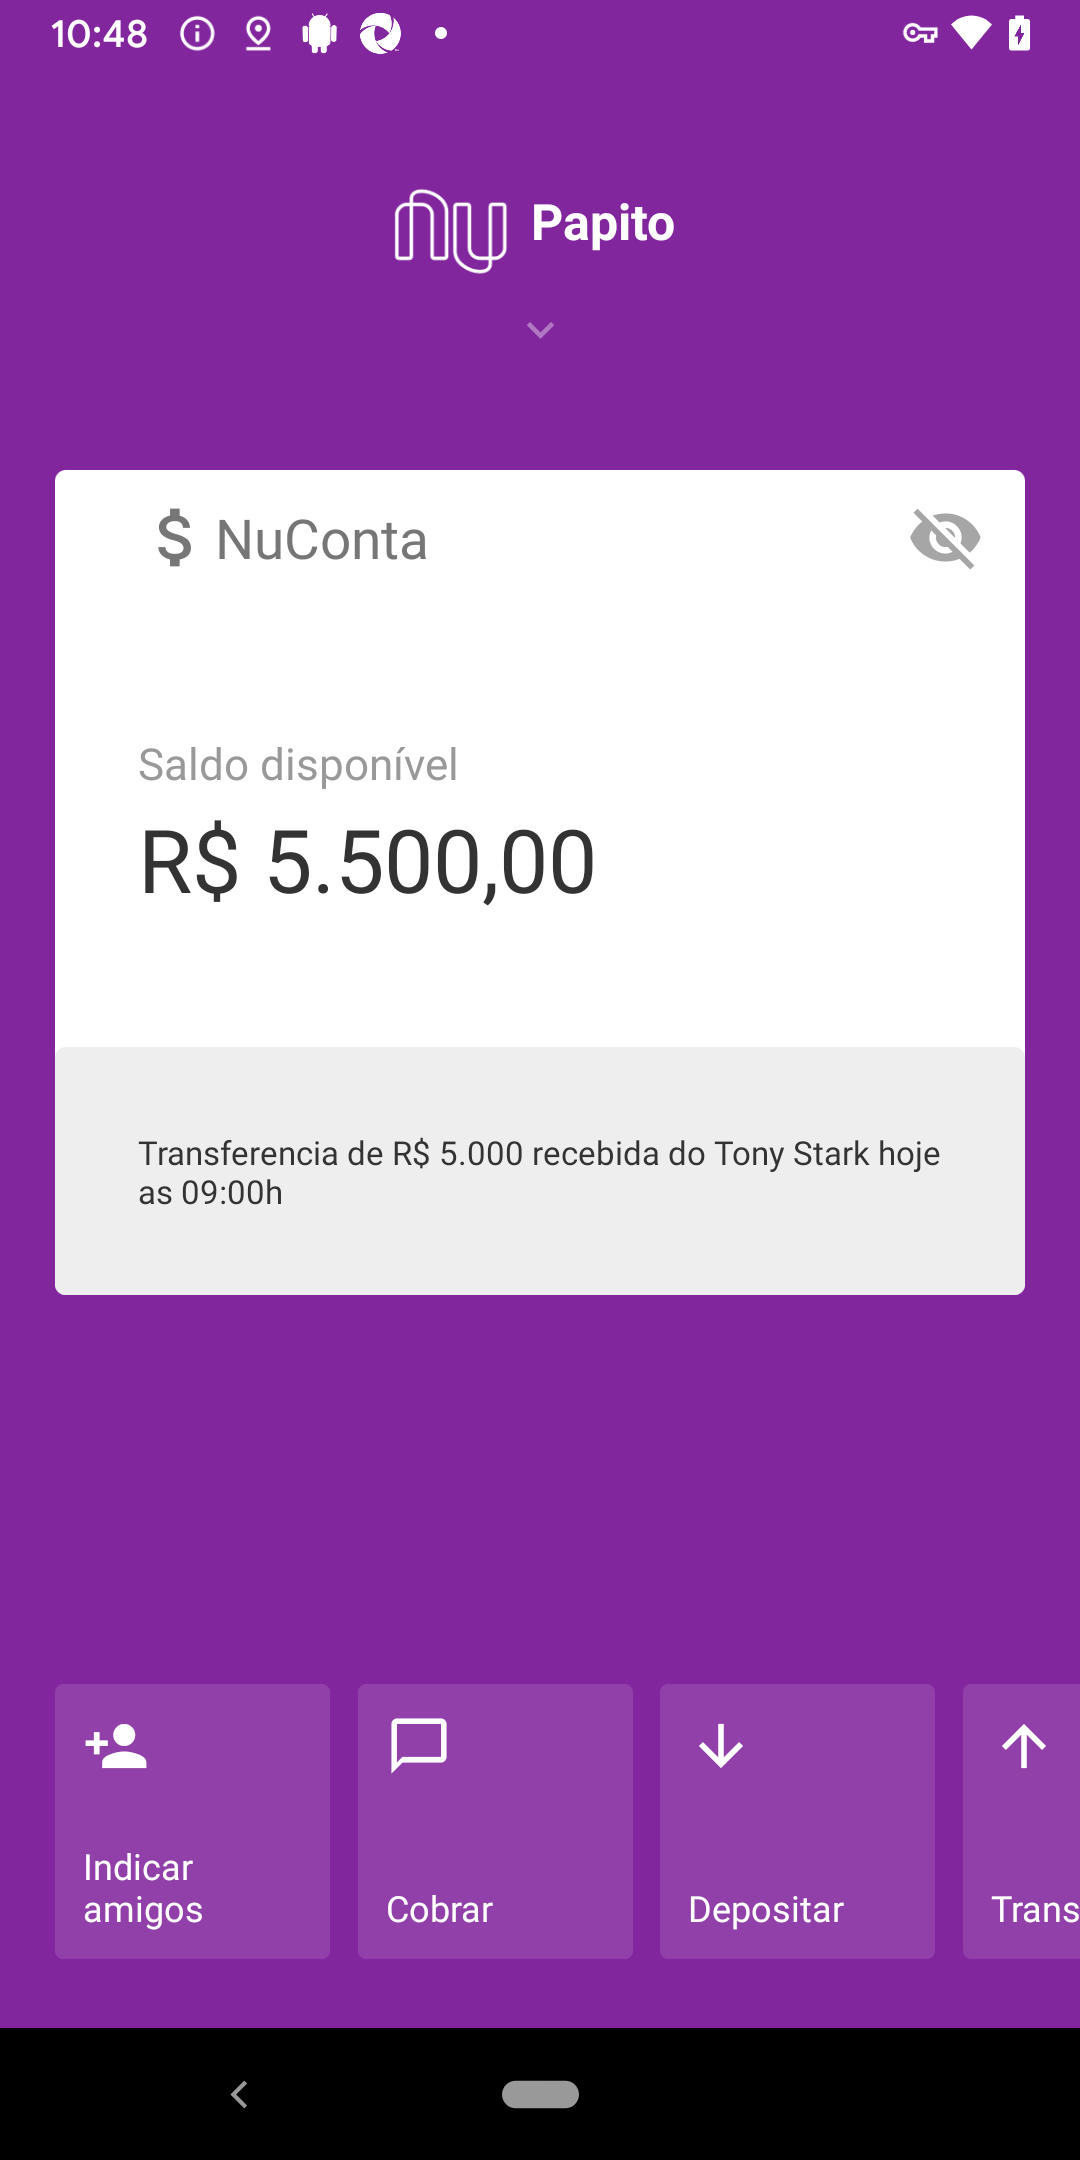 10:48
nu Papito
$ NuConta
Saldo disponível
R$ 5.500,00
Transferencia de R$ 5.000 recebida do Tony Stark hoje
as 09:00h
Indicar
amigos
Cobrar
Depositar
Trans